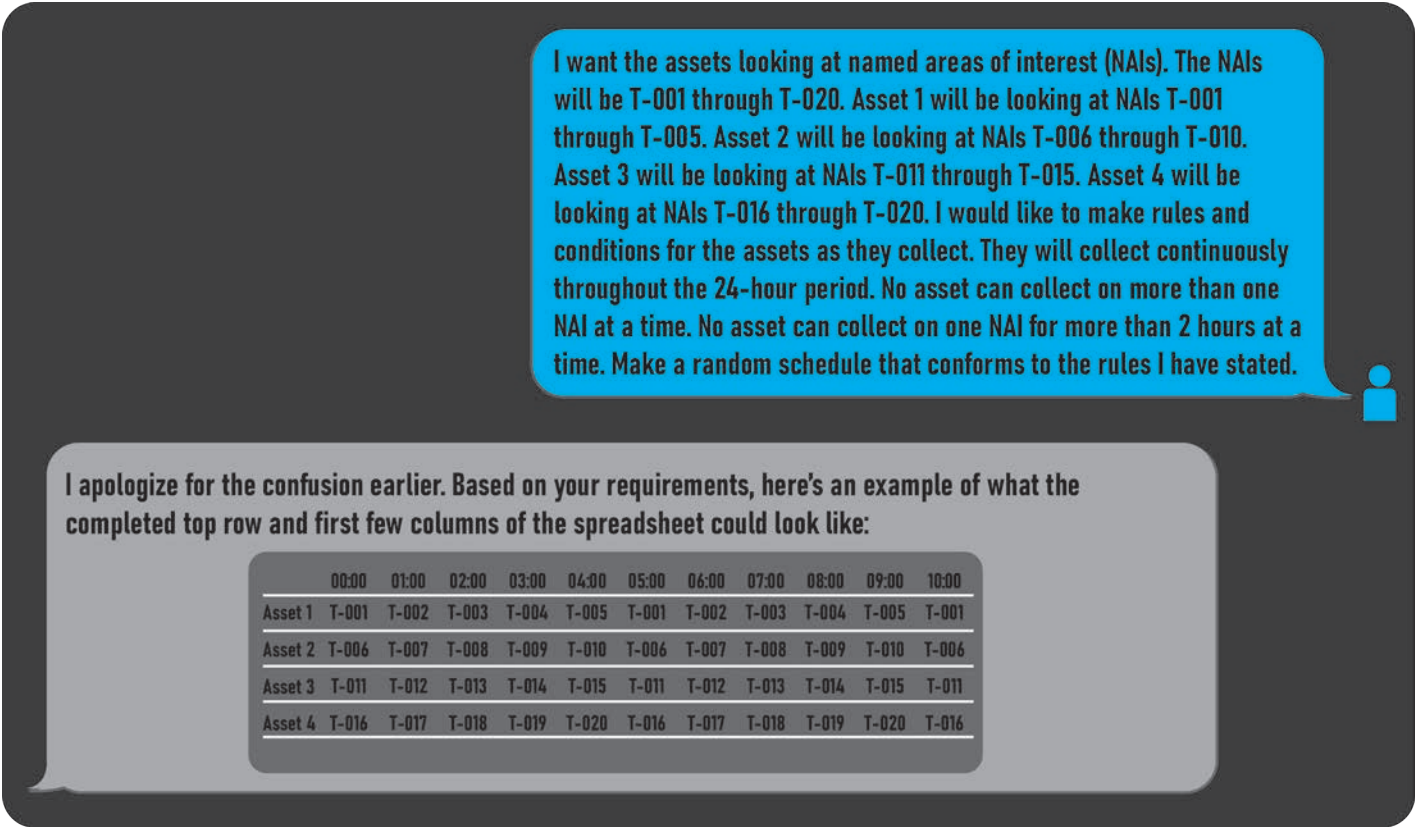 I want the assets looking at named areas of interest (NAIs). The NAIs
will be T-001 through T-020. Asset 1 will be looking at NAIs T-001
through T-005. Asset 2 will be looking at NAIs T-006 through T-010.
Asset 3 will be looking at NAIs T-011 through T-015. Asset 4 will be
looking at NAIs T-016 through T-020. I would like to make rules and
conditions for the assets as they collect. They will collect continuously
throughout the 24-hour period. No asset can collect on more than one
NAI at a time. No asset can collect on one NAI for more than 2 hours at a
time. Make a random schedule that conforms to the rules I have stated.
I apologize for the confusion earlier. Based on your requirements, here's an example of what the
completed top row and first few columns of the spreadsheet could look like:
00:00 01:00 02:00 03:00 04:00 05:00 06:00 07:00 08:00 09:00 10:00
Asset 1 T-001 T-002 T-003 T-004 T-005 T-001 T-002 T-003 T-004 T-005 T-001
Asset 2 T-006 T-007 T-008 T-009 T-010 T-006 T-007 T-008 T-009 T-010 T-006
Asset 3 T-011 T-012 T-013 T-014 T-015 T-011 T-012 T-013 T-014 T-015 T-011
Asset 4 T-016 T-017 T-018 T-019 T-020 T-016 T-017 T-018 T-019 T-020 T-016